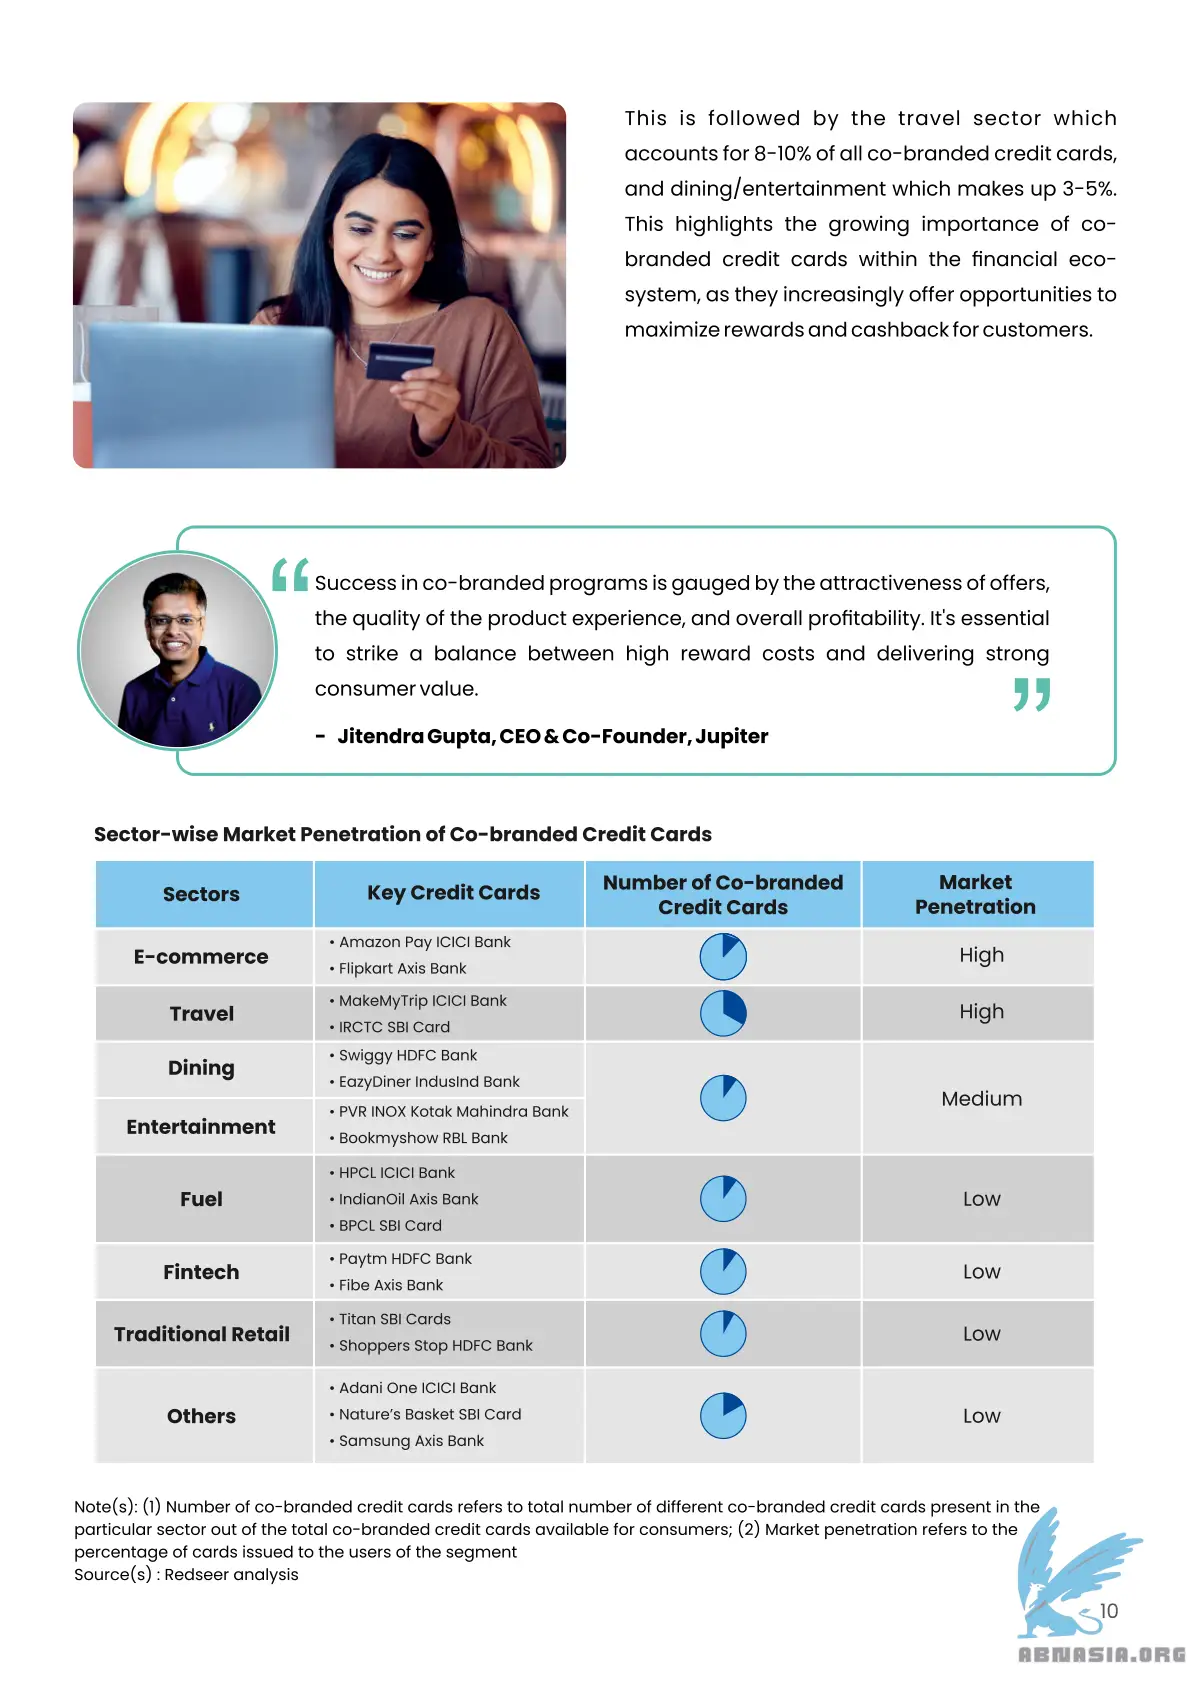 This is followed by the travel sector which
accounts for 8-10% of all co-branded credit cards,
and dining/entertainment which makes up 3-5%.
This highlights the growing importance of co-
branded credit cards within the financial eco-
system, as they increasingly offer opportunities to
maximize rewards and cashback for customers.
“Success in co-branded programs is gauged by the attractiveness of offers,
the quality of the product experience, and overall profitability. It's essential
to strike a balance between high reward costs and delivering strong
consumer value.”
- Jitendra Gupta, CEO & Co-Founder, Jupiter
Sector-wise Market Penetration of Co-branded Credit Cards
Sectors
Key Credit Cards
Number of Co-branded
Credit Cards
Market
Penetration
E-commerce
• Amazon Pay ICICI Bank
• Flipkart Axis Bank
High
Travel
• MakeMyTrip ICICI Bank
• IRCTC SBI Card
High
Dining
• Swiggy HDFC Bank
• EazyDiner IndusInd Bank
Medium
Entertainment
• PVR INOX Kotak Mahindra Bank
• Bookmyshow RBL Bank
Fuel
• HPCL ICICI Bank
• IndianOil Axis Bank
• BPCL SBI Card
Low
Fintech
• Paytm HDFC Bank
• Fibe Axis Bank
Low
Traditional Retail
• Titan SBI Cards
• Shoppers Stop HDFC Bank
Low
Others
• Adani One ICICI Bank
• Nature’s Basket SBI Card
• Samsung Axis Bank
Low
Note(s): (1) Number of co-branded credit cards refers to total number of different co-branded credit cards present in the
particular sector out of the total co-branded credit cards available for consumers; (2) Market penetration refers to the
percentage of cards issued to the users of the segment
Source(s) : Redseer analysis
10
ABNASIA.ORG